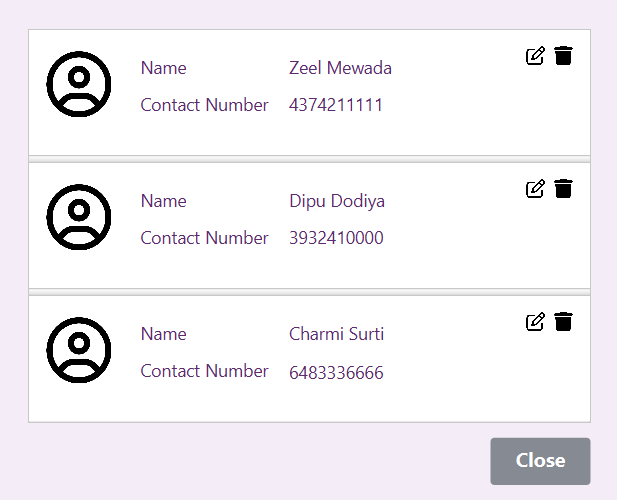 Name Zeel Mewada
Contact Number 4374211111
Name Dipu Dodiya
Contact Number 3932410000
Name Charmi Surti
Contact Number 6483336666
Close